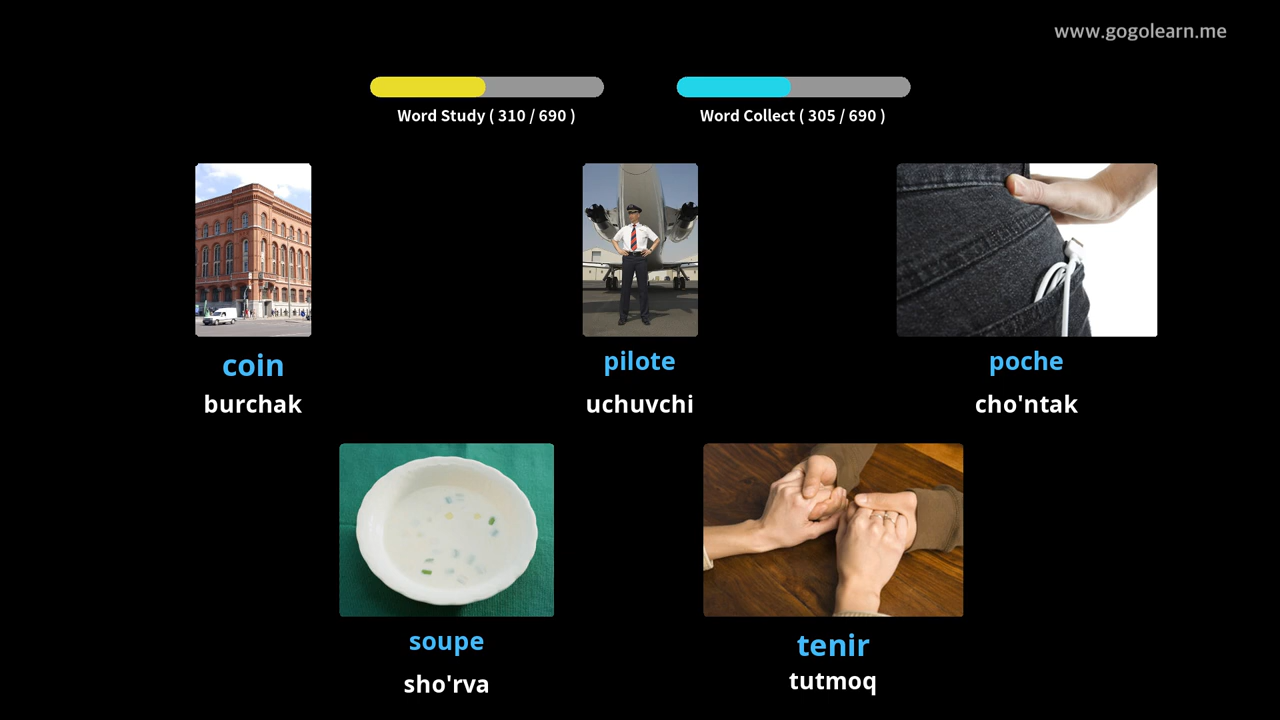 www.gogolearn.me
Word Study ( 310 / 690 )
Word Collect ( 305 / 690 )
coin
burchak
pilote
uchuvchi
poche
cho'ntak
soupe
sho'rva
tenir
tutmoq